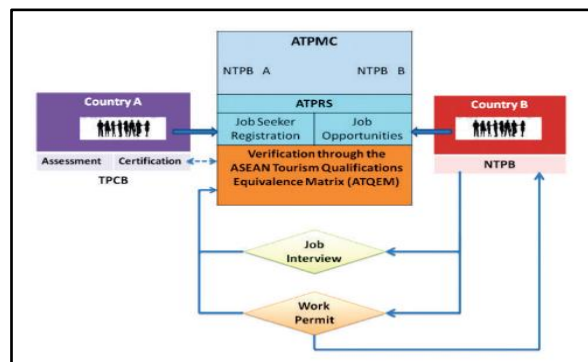 ATPMC
NTPB A NTPB B
Country A
ATPRS
Country B
Job Seeker
Registration
Job
Opportunities
Assessment Certification
TPCB
Verification through the
ASEAN Tourism Qualifications
Equivalence Matrix (ATQEM)
NTPB
Job
Interview
Work
Permit